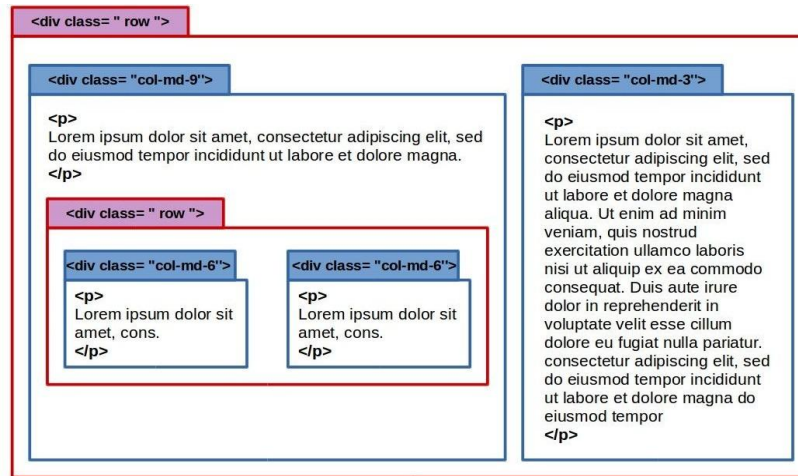 <div class= " row ">
<div class= "col-md-9">
<p>
Lorem ipsum dolor sit amet, consectetur adipiscing elit, sed
do eiusmod tempor incididunt ut labore et dolore magna.
</p>
<div class= " row ">
<div class= "col-md-6">
<p>
Lorem ipsum dolor sit
amet, cons.
</p>
<div class= "col-md-6">
<p>
Lorem ipsum dolor sit
amet, cons.
</p>
<div class= "col-md-3">
<p>
Lorem ipsum dolor sit amet,
consectetur adipiscing elit, sed
do eiusmod tempor incididunt
ut labore et dolore magna
aliqua. Ut enim ad minim
veniam, quis nostrud
exercitation ullamco laboris
nisi ut aliquip ex ea commodo
consequat. Duis aute irure
dolor in reprehenderit in
voluptate velit esse cillum
dolore eu fugiat nulla pariatur.
consectetur adipiscing elit, sed
do eiusmod tempor incididunt
ut labore et dolore magna do
eiusmod tempor
</p>